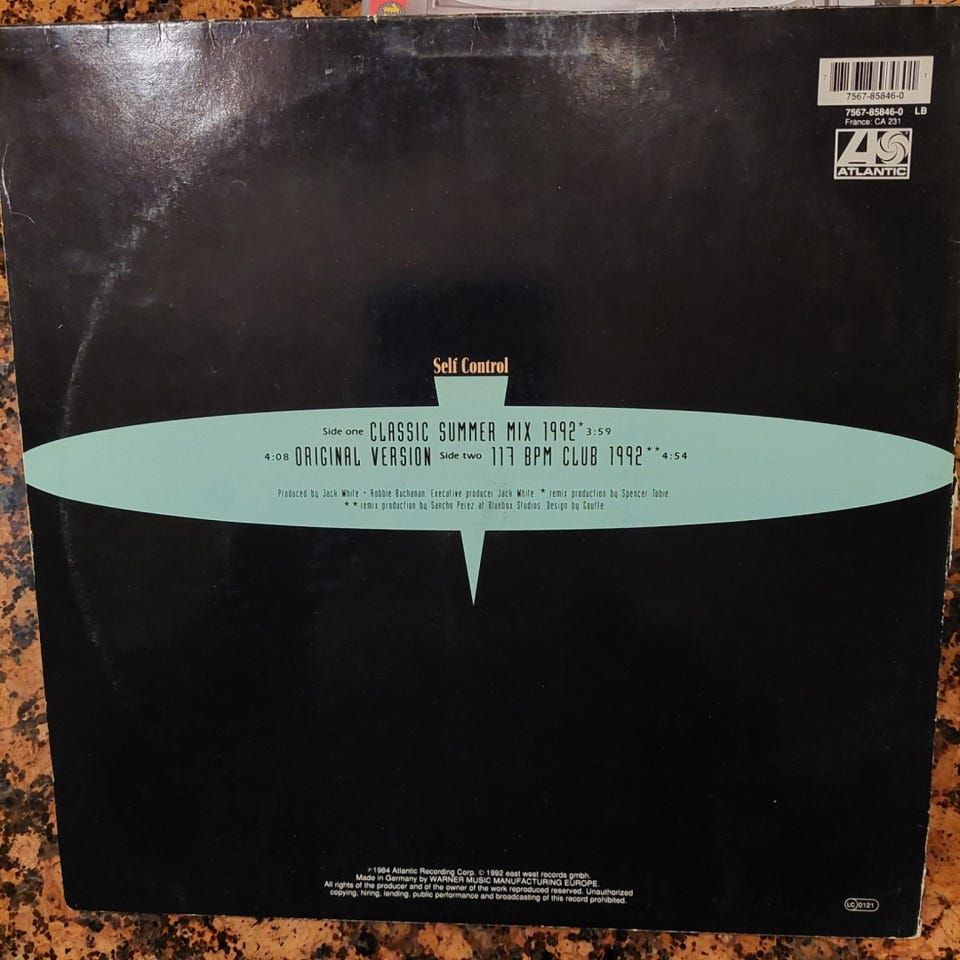 7 7567-85846-0 1
7567-85846-0 LB
France: CA 231
ATLANTIC
Self Control
Side one CLASSIC SUMMER MIX 1992* 3:59
4:08 ORIGINAL VERSION Side two 117 BPM CLUB 1992** 4:54
Produced by Jack White + Robbie Buchanan. Executive producer Jack White. * remix production by Spencer Tobie.
** remix production by Sancho Perez at Bluebox Studios. Design by Goutte.
℗ 1984 Atlantic Recording Corp. © 1992 east west records gmbh.
Made in Germany by WARNER MUSIC MANUFACTURING EUROPE.
All rights of the producer and of the owner of the work reproduced reserved. Unauthorized
copying, hiring, lending, public performance and broadcasting of this record prohibited.
LC 0121